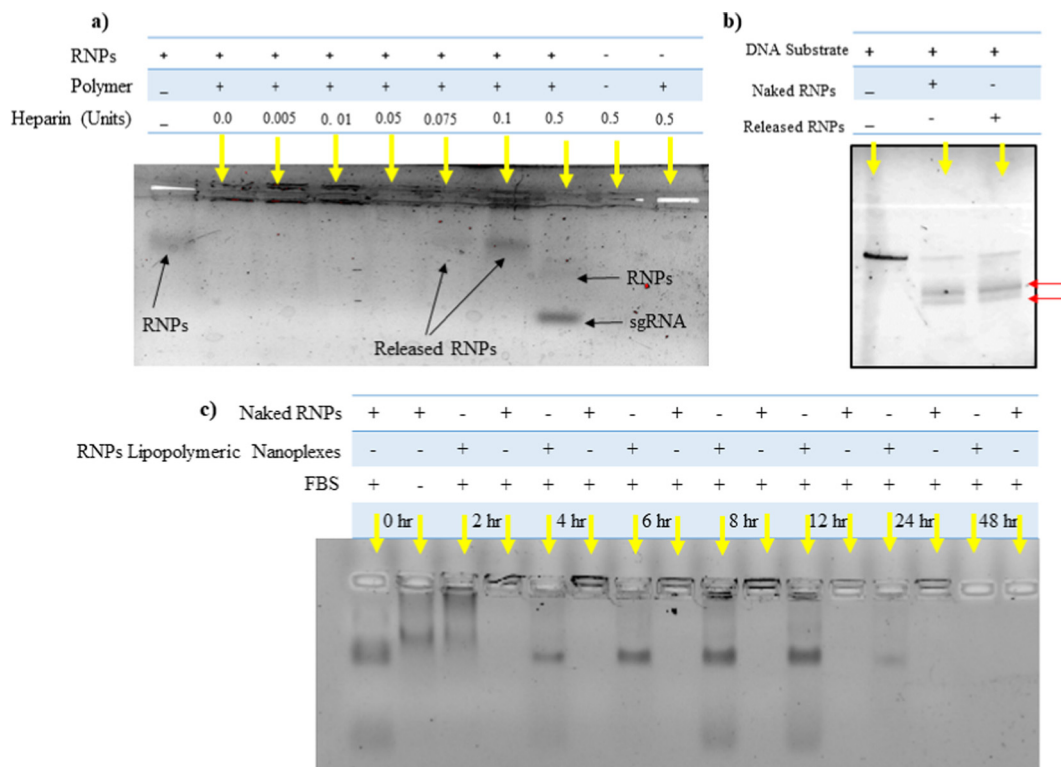 a)
RNPs + + + + + + + + - -
Polymer _ + + + + + + + - +
Heparin (Units) _ 0.0 0.005 0. 01 0.05 0.075 0.1 0.5 0.5 0.5
RNPs
RNPs
sgRNA
Released RNPs
b)
DNA Substrate + + +
Naked RNPs _ + -
Released RNPs _ - +
c) Naked RNPs + + - + - + - + - + - + - + - +
RNPs Lipopolymeric Nanoplexes - - + - + - + - + - + - + - + -
FBS + - + + + + + + + + + + + + + +
0 hr 2 hr 4 hr 6 hr 8 hr 12 hr 24 hr 48 hr